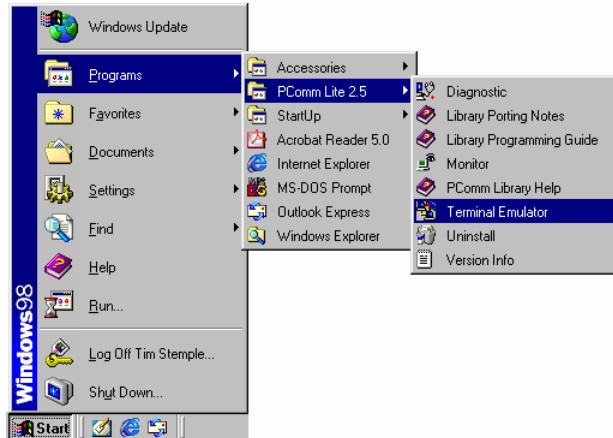 Windows Update
Programs
Favorites
Documents
Settings
Find
Help
Run...
Log Off Tim Stemple...
Shut Down...
Windows98
Start
Accessories
PComm Lite 2.5
StartUp
Acrobat Reader 5.0
Internet Explorer
MS-DOS Prompt
Outlook Express
Windows Explorer
Diagnostic
Library Porting Notes
Library Programming Guide
Monitor
PComm Library Help
Terminal Emulator
Uninstall
Version Info